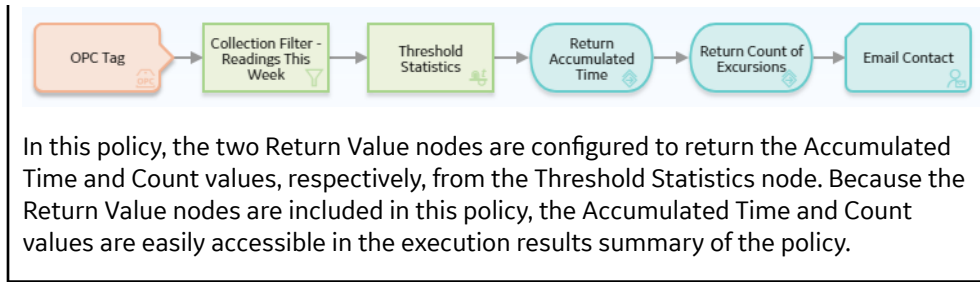 OPC Tag
OPC
Collection Filter -
Readings This
Week
Threshold
Statistics
Return
Accumulated
Time
Return Count of
Excursions
Email Contact
In this policy, the two Return Value nodes are configured to return the Accumulated
Time and Count values, respectively, from the Threshold Statistics node. Because the
Return Value nodes are included in this policy, the Accumulated Time and Count
values are easily accessible in the execution results summary of the policy.